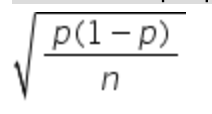 √(p(1 − p) / n)